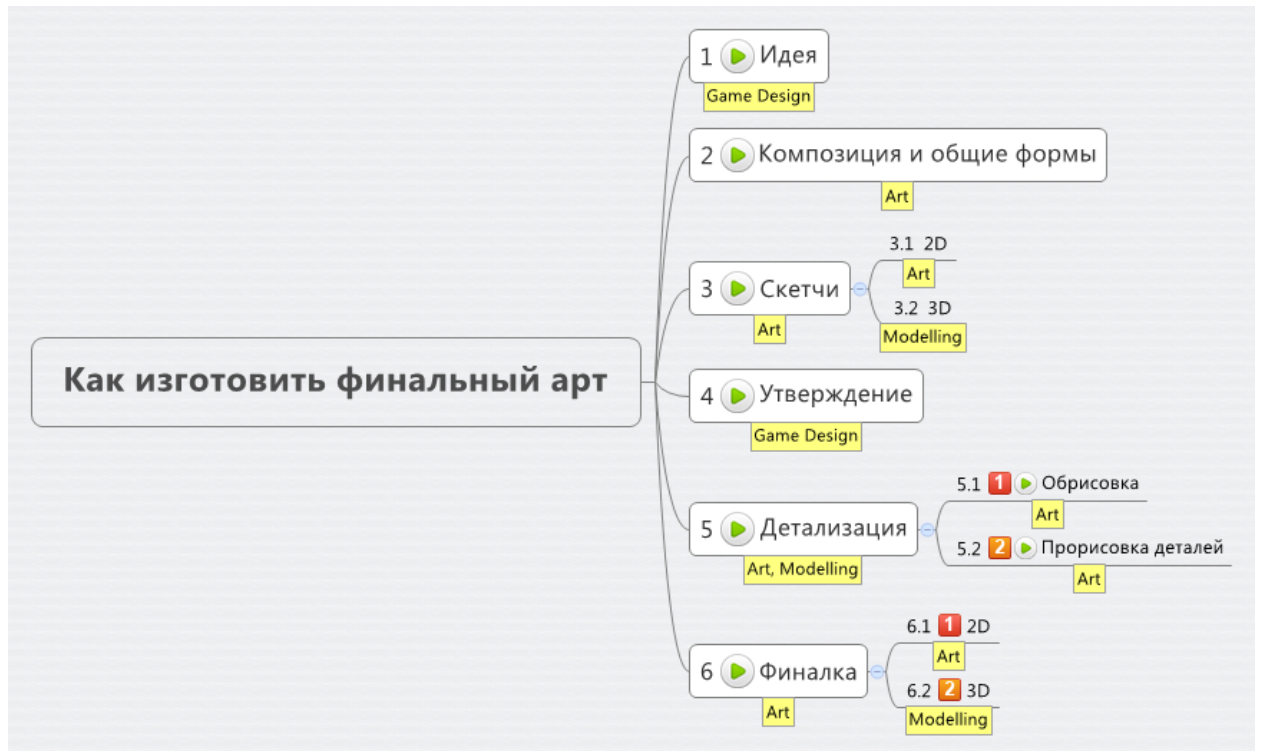 Как изготовить финальный арт
1 Идея
Game Design
2 Композиция и общие формы
Art
3 Скетчи
Art
3.1 2D
Art
3.2 3D
Modelling
4 Утверждение
Game Design
5 Детализация
Art, Modelling
5.1 1 Обрисовка
Art
5.2 2 Прорисовка деталей
Art
6 Финалка
Art
6.1 1 2D
Art
6.2 2 3D
Modelling